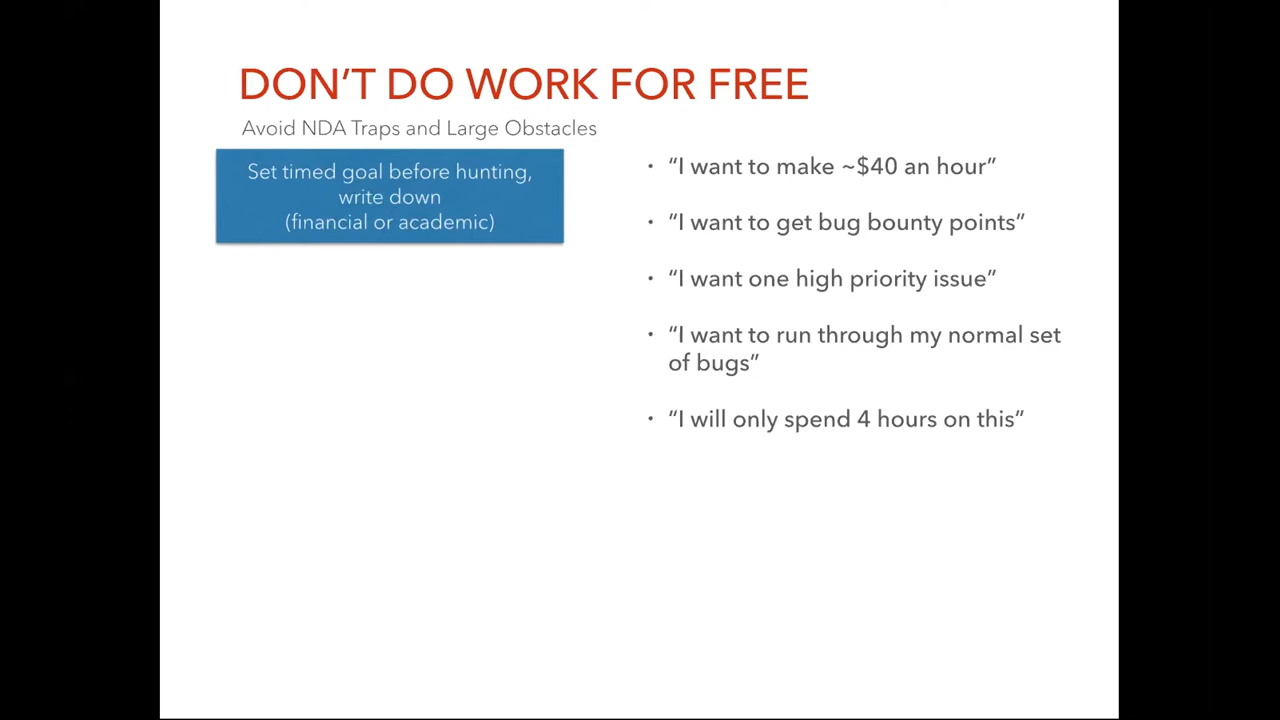 DON’T DO WORK FOR FREE
Avoid NDA Traps and Large Obstacles
Set timed goal before hunting,
write down
(financial or academic)
• “I want to make ~$40 an hour”
• “I want to get bug bounty points”
• “I want one high priority issue”
• “I want to run through my normal set
of bugs”
• “I will only spend 4 hours on this”